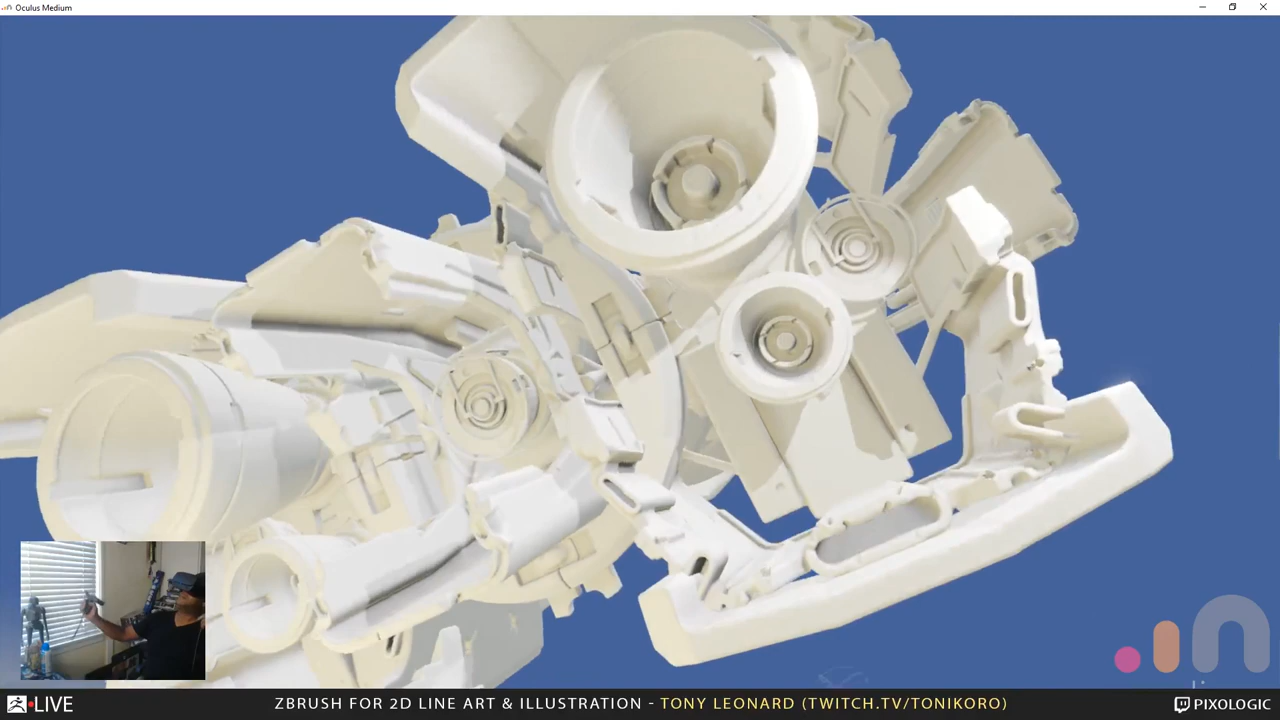 Oculus Medium
LIVE
ZBRUSH FOR 2D LINE ART & ILLUSTRATION - TONY LEONARD (TWITCH.TV/TONIKORO)
PIXOLOGIC